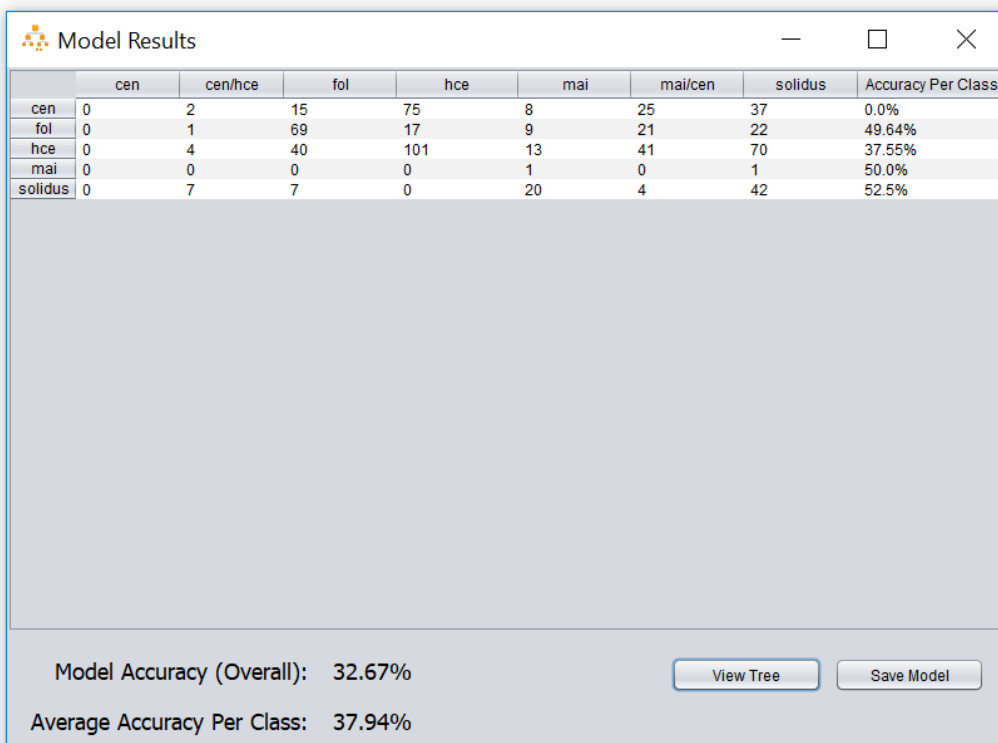 Model Results
cen cen/hce fol hce mai mai/cen solidus Accuracy Per Class
cen 0 2 15 75 8 25 37 0.0%
fol 0 1 69 17 9 21 22 49.64%
hce 0 4 40 101 13 41 70 37.55%
mai 0 0 0 0 1 0 1 50.0%
solidus 0 7 7 0 20 4 42 52.5%
Model Accuracy (Overall): 32.67% View Tree Save Model
Average Accuracy Per Class: 37.94%